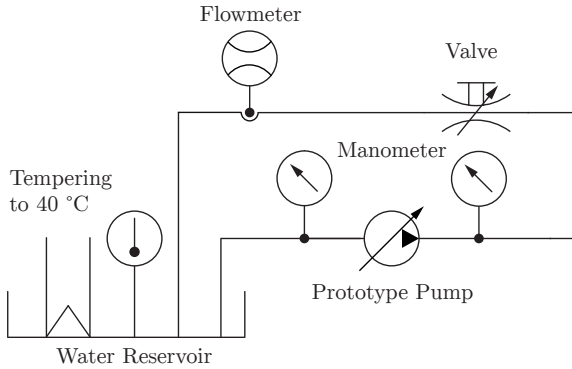 Flowmeter
Valve
Manometer
Tempering
to 40 °C
Prototype Pump
Water Reservoir